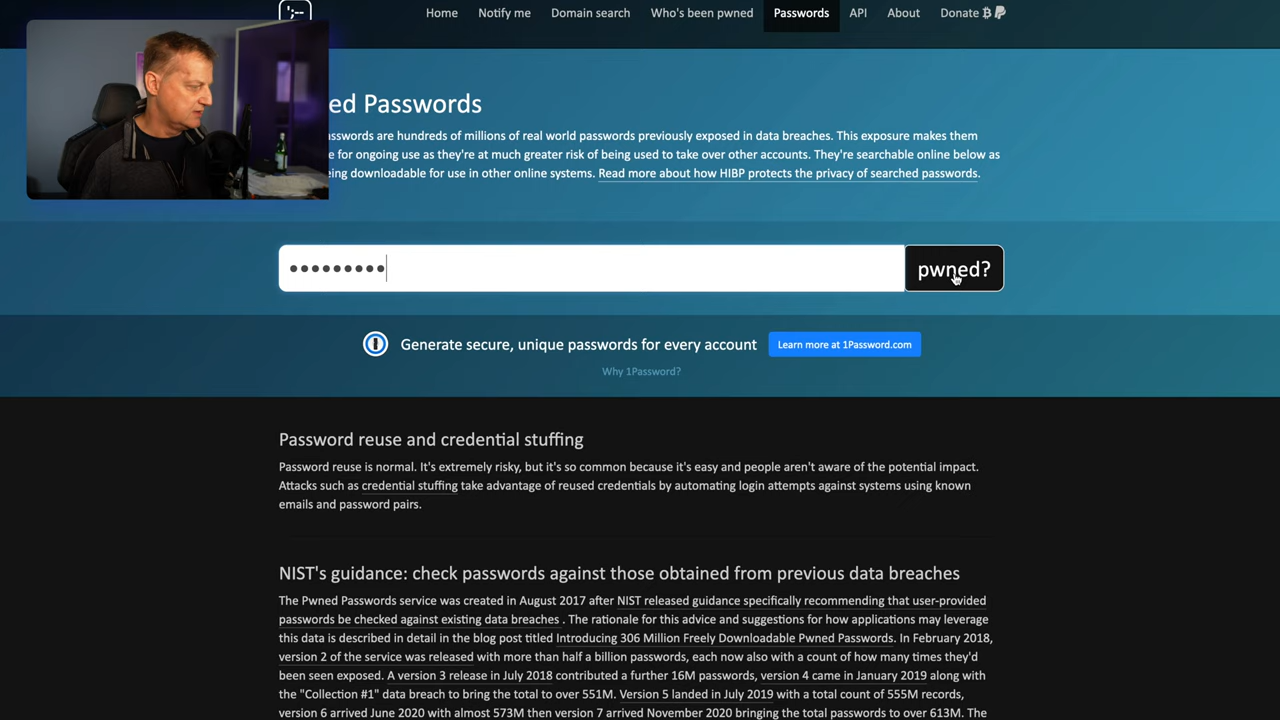 ';--
Home Notify me Domain search Who's been pwned Passwords API About Donate
ed Passwords
asswords are hundreds of millions of real world passwords previously exposed in data breaches. This exposure makes them
e for ongoing use as they're at much greater risk of being used to take over other accounts. They're searchable online below as
eing downloadable for use in other online systems. Read more about how HIBP protects the privacy of searched passwords.
•••••••••
pwned?
Generate secure, unique passwords for every account Learn more at 1Password.com
Why 1Password?
Password reuse and credential stuffing
Password reuse is normal. It's extremely risky, but it's so common because it's easy and people aren't aware of the potential impact.
Attacks such as credential stuffing take advantage of reused credentials by automating login attempts against systems using known
emails and password pairs.
NIST's guidance: check passwords against those obtained from previous data breaches
The Pwned Passwords service was created in August 2017 after NIST released guidance specifically recommending that user-provided
passwords be checked against existing data breaches . The rationale for this advice and suggestions for how applications may leverage
this data is described in detail in the blog post titled Introducing 306 Million Freely Downloadable Pwned Passwords. In February 2018,
version 2 of the service was released with more than half a billion passwords, each now also with a count of how many times they'd
been seen exposed. A version 3 release in July 2018 contributed a further 16M passwords, version 4 came in January 2019 along with
the "Collection #1" data breach to bring the total to over 551M. Version 5 landed in July 2019 with a total count of 555M records,
version 6 arrived June 2020 with almost 573M then version 7 arrived November 2020 bringing the total passwords to over 613M. The